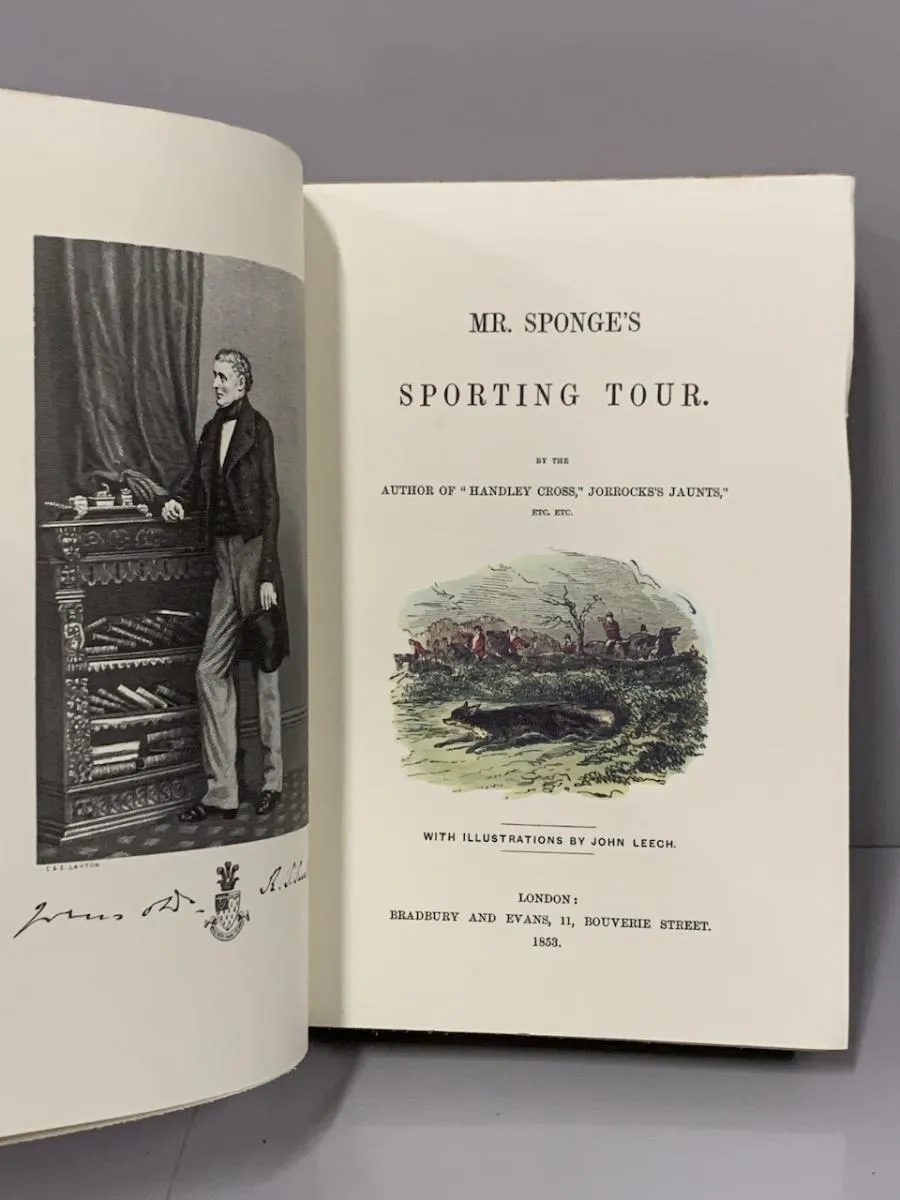 C & E. LAYTON
MR. SPONGE'S
SPORTING TOUR.
BY THE
AUTHOR OF "HANDLEY CROSS," JORROCKS'S JAUNTS,"
ETC. ETC.
WITH ILLUSTRATIONS BY JOHN LEECH.
LONDON:
BRADBURY AND EVANS, 11, BOUVERIE STREET.
1853.